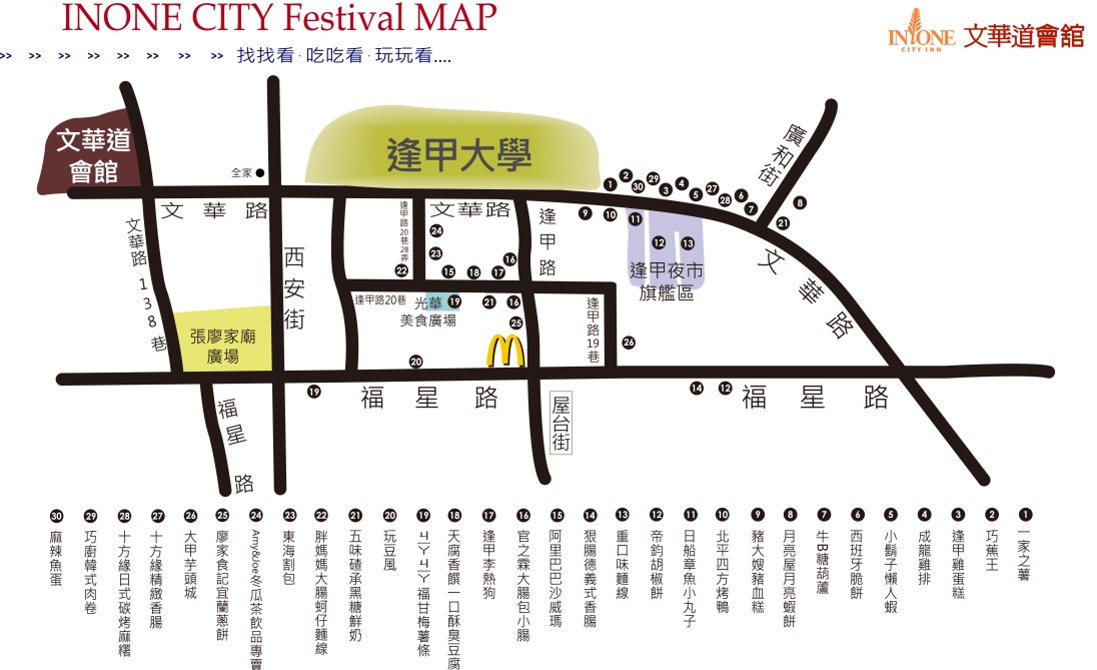 INONE CITY Festival MAP
>> >> >> >> >> >> >> >> 找找看·吃吃看·玩玩看....
INONE
CITY INN
文華道會館
文華道
會館
全家
逢甲大學
廣和街
文華路
文華路
文華路138巷
西安街
逢甲路20巷28弄
逢甲路
逢甲路20巷
光華
美食廣場
逢甲路19巷
逢甲夜市
旗艦區
文華路
張廖家廟
廣場
福星路
福星路
福星路
屋台街
1 2 30 29 3 4 5 27 28 6 7 8 21
9 10 11 12 13
24 23 22 15 18 17 16
19 21 16 25 26
20 19 14 12
1 一家之薯
2 巧蕉王
3 逢甲雞蛋糕
4 成龍雞排
5 小鬍子懶人蝦
6 西班牙脆餅
7 牛B糖葫蘆
8 月亮屋月亮蝦餅
9 豬大嫂豬血糕
10 北平四方烤鴨
11 日船章魚小丸子
12 帝鈞胡椒餅
13 重口味麵線
14 狠腸德義式香腸
15 阿里巴巴沙威瑪
16 官之霖大腸包小腸
17 逢甲李熱狗
18 天腐香饌一口酥臭豆腐
19 福甘梅薯條
20 玩豆風
21 五味碴承黑糖鮮奶
22 胖媽媽大腸蚵仔麵線
23 東海割包
24 Amy&Joe冬瓜茶飲品專賣
25 廖家食記宜蘭蔥餅
26 大甲芋頭城
27 十方緣精緻香腸
28 十方緣日式碳烤麻糬
29 巧廚韓式肉卷
30 麻辣魚蛋